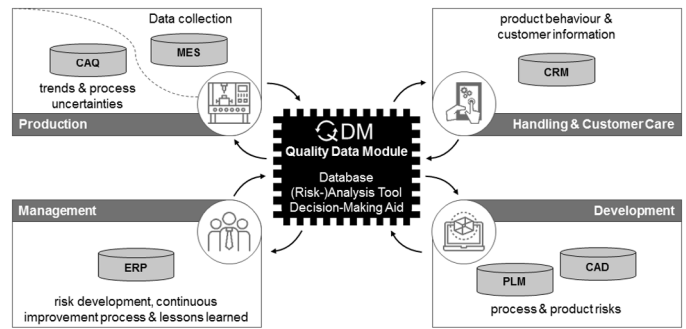 Data collection
MES
CAQ
trends & process
uncertainties
Production
product behaviour &
customer information
CRM
Handling & Customer Care
QDM
Quality Data Module
Database
(Risk-)Analysis Tool
Decision-Making Aid
Management
ERP
risk development, continuous
improvement process & lessons learned
Development
CAD
PLM
process & product risks